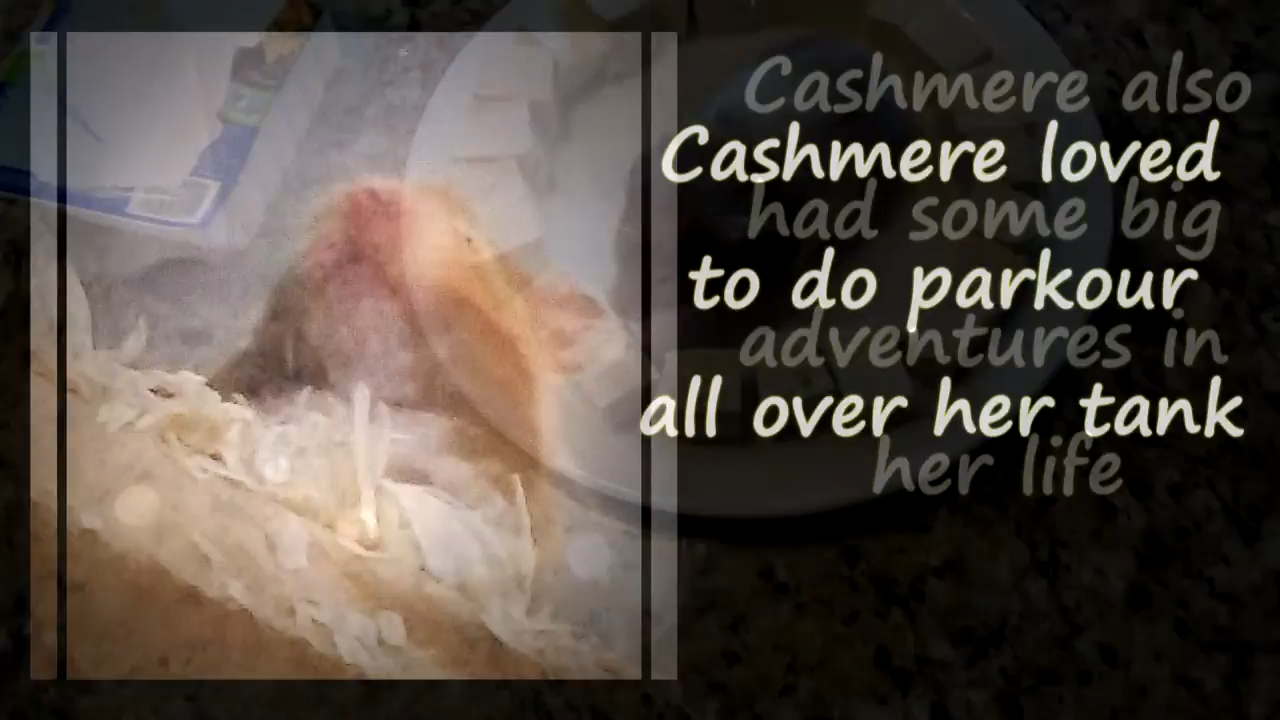 Cashmere also
Cashmere loved
had some big
to do parkour
adventures in
all over her tank
her life